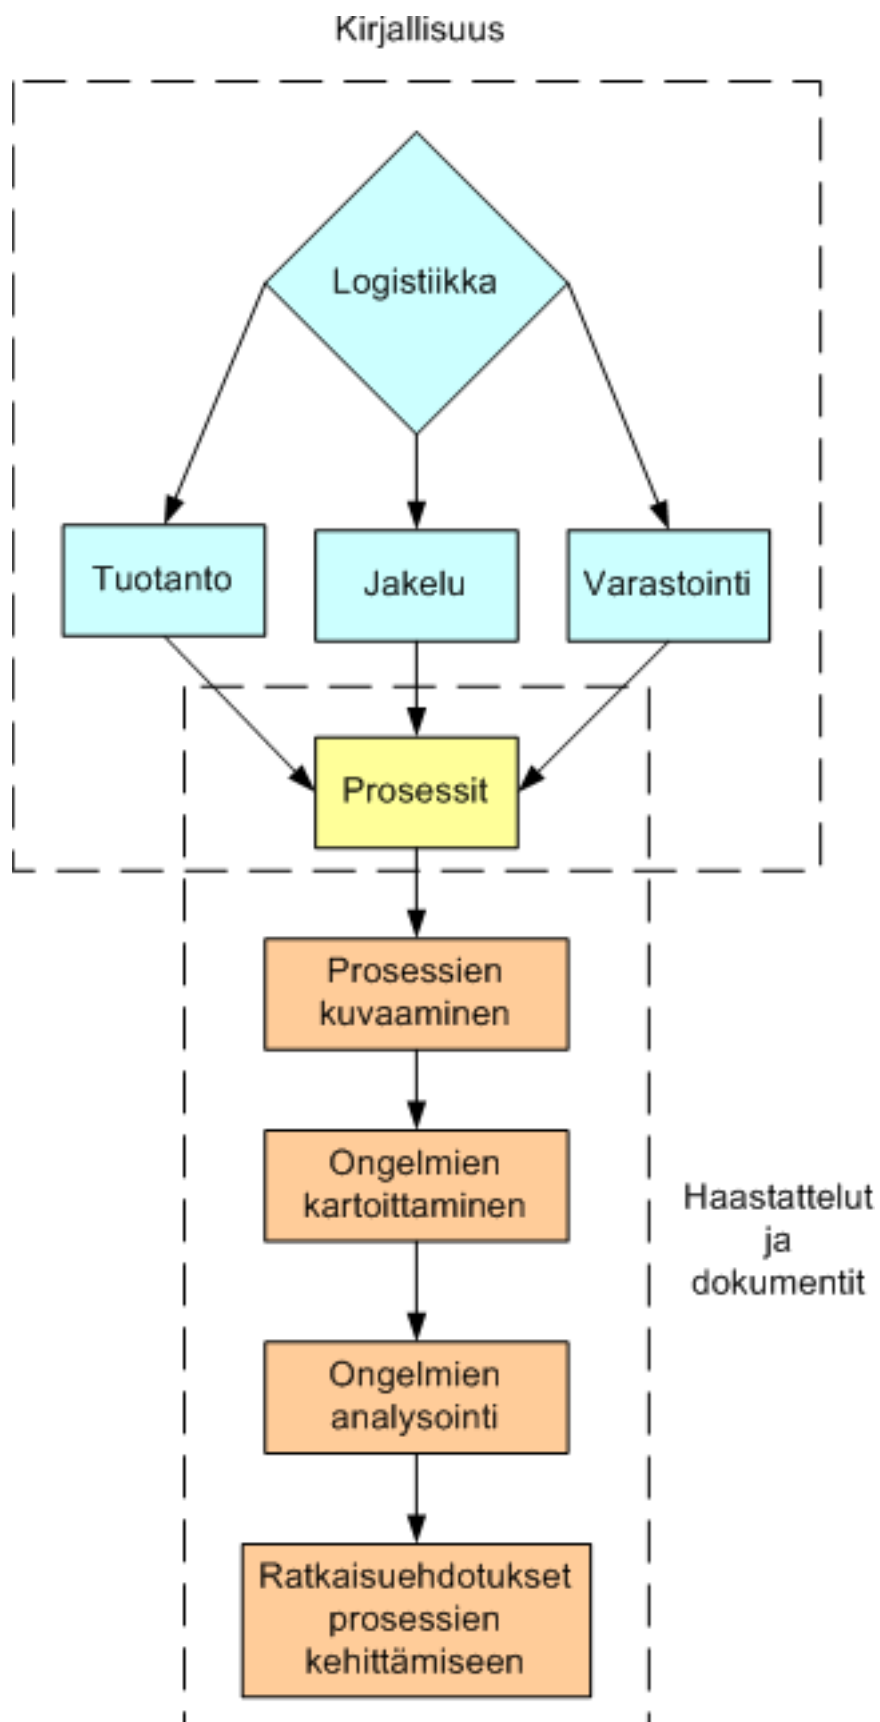 Kirjallisuus
Logistiikka
Tuotanto
Jakelu
Varastointi
Prosessit
Prosessien
kuvaaminen
Ongelmien
kartoittaminen
Haastattelut
ja
dokumentit
Ongelmien
analysointi
Ratkaisuehdotukset
prosessien
kehittämiseen